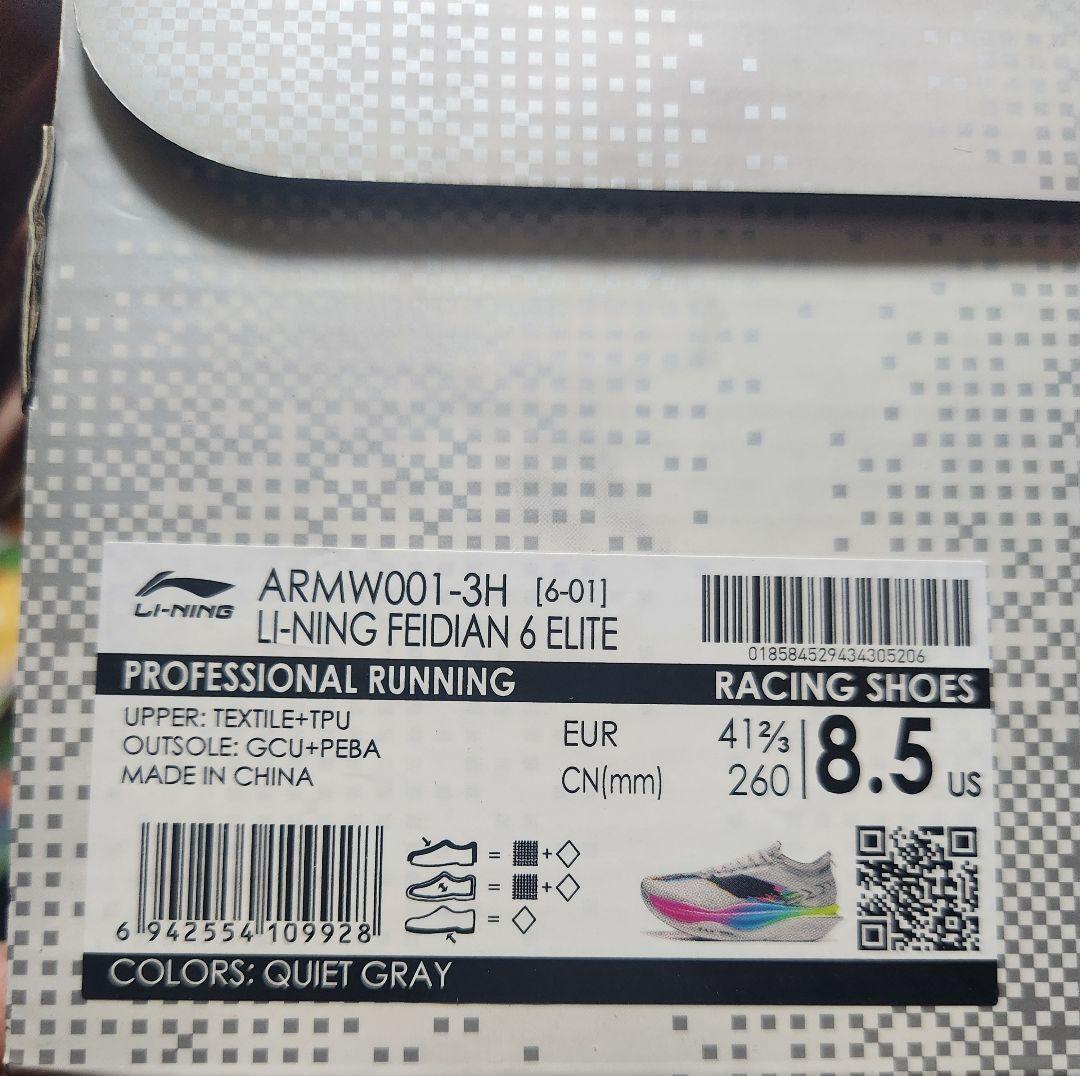 LI-NING
ARMW001-3H [6-01]
LI-NING FEIDIAN 6 ELITE
018584529434305206
PROFESSIONAL RUNNING
RACING SHOES
UPPER: TEXTILE+TPU
OUTSOLE: GCU+PEBA
MADE IN CHINA
EUR 41⅔
CN(mm) 260
8.5 US
= +
= +
=
6 942554 109928
COLORS: QUIET GRAY